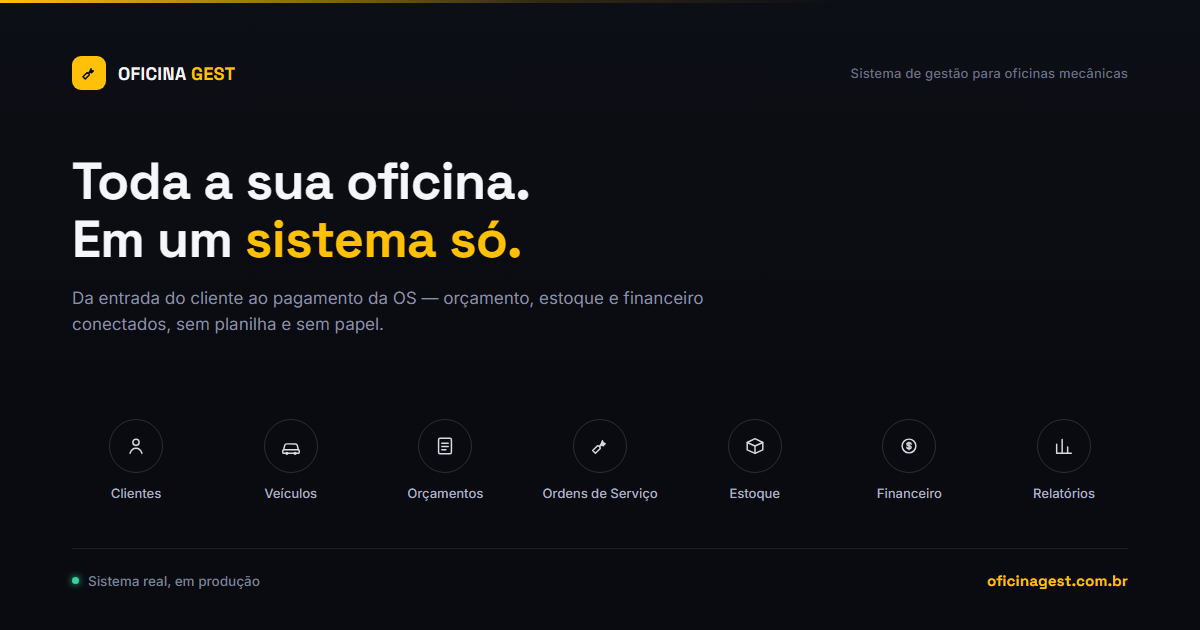 OFICINA GEST
Sistema de gestão para oficinas mecânicas
Toda a sua oficina.
Em um sistema só.
Da entrada do cliente ao pagamento da OS — orçamento, estoque e financeiro
conectados, sem planilha e sem papel.
Clientes
Veículos
Orçamentos
Ordens de Serviço
Estoque
Financeiro
Relatórios
Sistema real, em produção
oficinagest.com.br